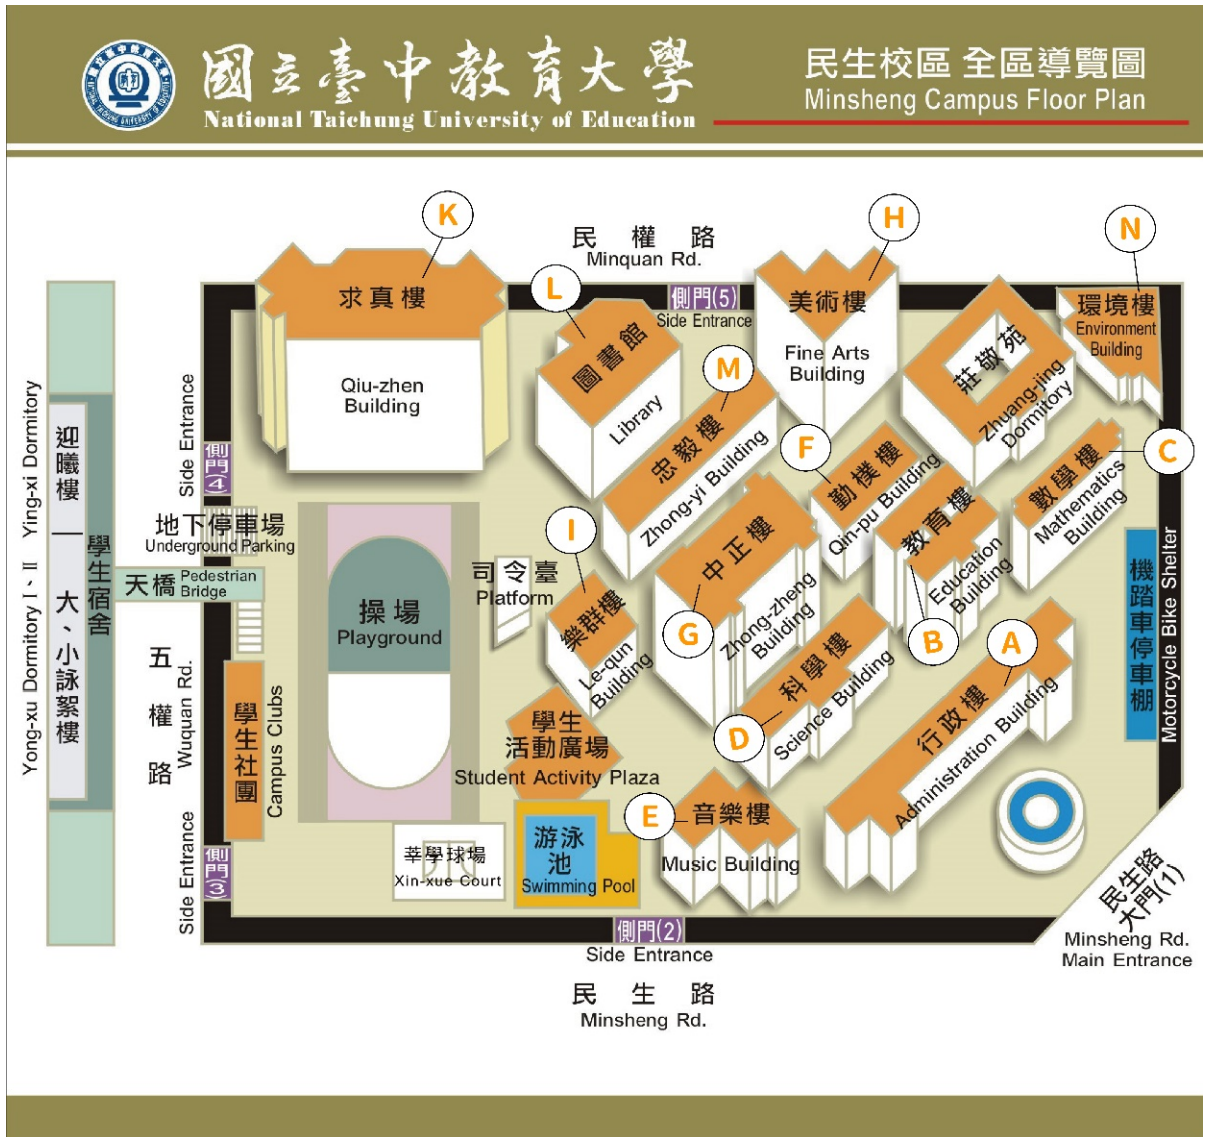 國立臺中教育大學
National Taichung University of Education
民生校區 全區導覽圖
Minsheng Campus Floor Plan
K
H
N
民權路
Minquan Rd.
L
側門(5)
Side Entrance
求真樓
Qiu-zhen
Building
圖書館
Library
美術樓
Fine Arts
Building
莊敬苑
Zhuang-jing
Dormitory
環境樓
Environment
Building
M
忠毅樓
Zhong-yi Building
F
勤樸樓
Qin-pu Building
C
數學樓
Mathematics
Building
教育樓
Education
Building
B
Side Entrance
側門(4)
地下停車場
Underground Parking
天橋
Pedestrian
Bridge
學生宿舍
迎曦樓
大、小詠絮樓
Ying-xi Dormitory
Yong-xu Dormitory I、II
五權路
Wuquan Rd.
操場
Playground
司令臺
Platform
I
樂群樓
Le-qun
Building
中正樓
Zhong-zheng
Building
G
科學樓
Science Building
D
A
行政樓
Administration Building
機踏車停車棚
Motorcycle Bike Shelter
學生社團
Campus Clubs
學生
活動廣場
Student Activity Plaza
E
音樂樓
Music Building
游泳
池
Swimming Pool
莘學球場
Xin-xue Court
Side Entrance
側門(3)
側門(2)
Side Entrance
民生路
Minsheng Rd.
民生路
大門(1)
Minsheng Rd.
Main Entrance